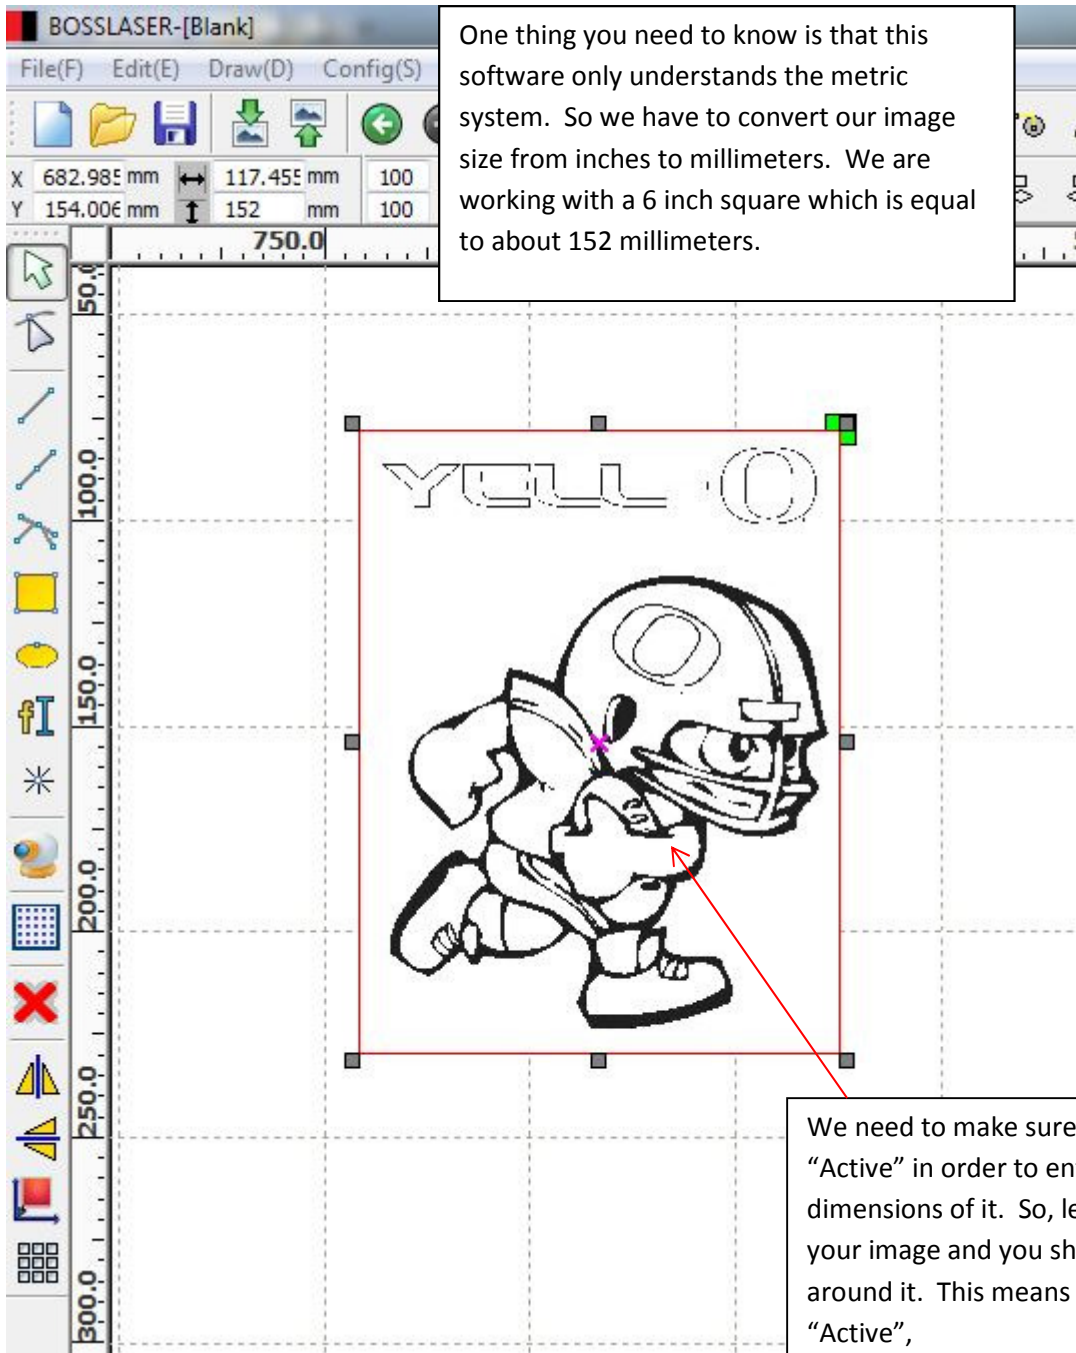 BOSSLASER-[Blank]
File(F) Edit(E) Draw(D) Config(S)
X 682.985 mm 117.455 mm 100
Y 154.006 mm 152 mm 100
One thing you need to know is that this
software only understands the metric
system. So we have to convert our image
size from inches to millimeters. We are
working with a 6 inch square which is equal
to about 152 millimeters.
750.0
50.0
100.0
150.0
200.0
250.0
300.0
YELL O
O
We need to make sure
"Active" in order to en
dimensions of it. So, le
your image and you sh
around it. This means
"Active",